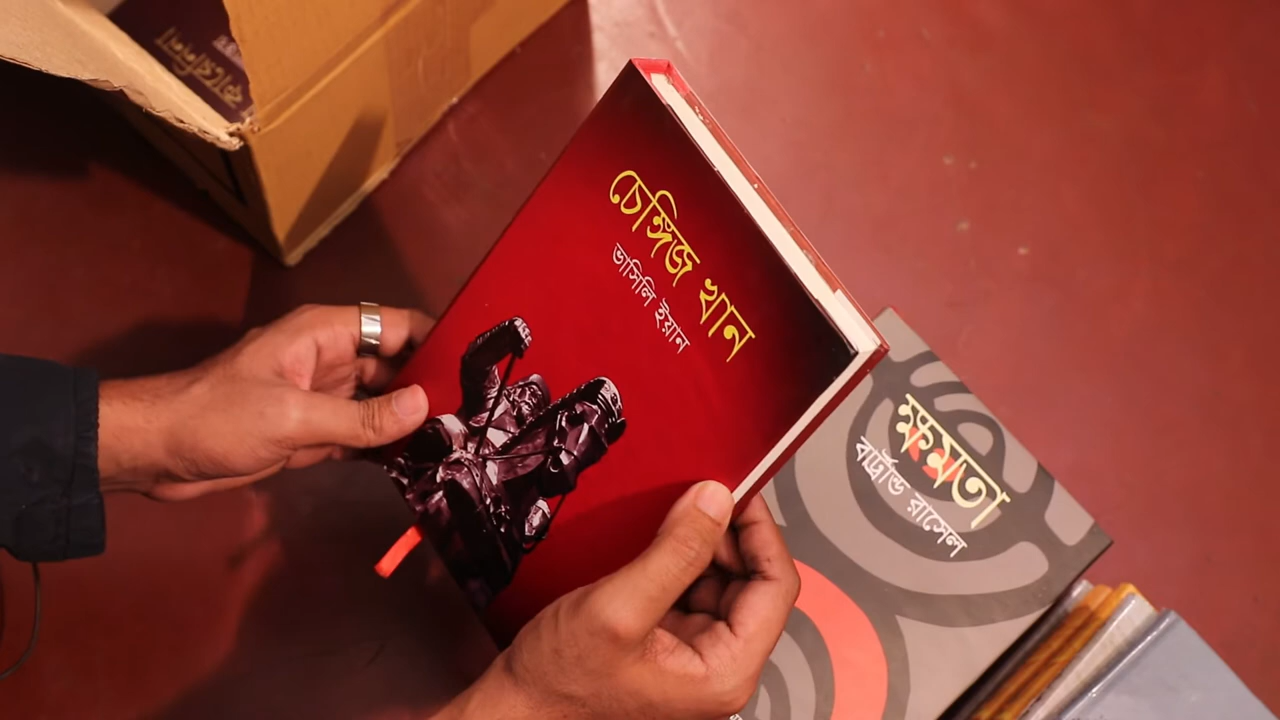 চেঙ্গিজ খান
ভাসিলি ইয়ান
ক্ষমতা
বার্ট্রান্ড রাসেল